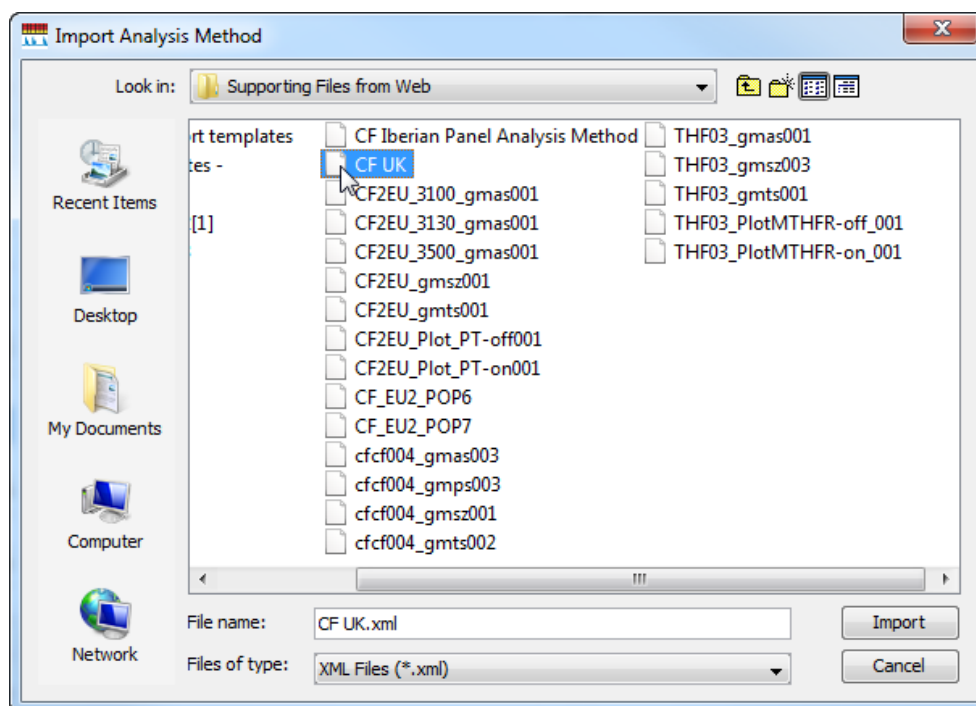 Import Analysis Method
Look in: Supporting Files from Web
Recent Items
Desktop
My Documents
Computer
Network
rt templates
tes -
[1]
CF Iberian Panel Analysis Method
CF UK
CF2EU_3100_gmas001
CF2EU_3130_gmas001
CF2EU_3500_gmas001
CF2EU_gmsz001
CF2EU_gmts001
CF2EU_Plot_PT-off001
CF2EU_Plot_PT-on001
CF_EU2_POP6
CF_EU2_POP7
cfcf004_gmas003
cfcf004_gmps003
cfcf004_gmsz001
cfcf004_gmts002
THF03_gmas001
THF03_gmsz003
THF03_gmts001
THF03_PlotMTHFR-off_001
THF03_PlotMTHFR-on_001
File name: CF UK.xml
Import
Files of type: XML Files (*.xml)
Cancel